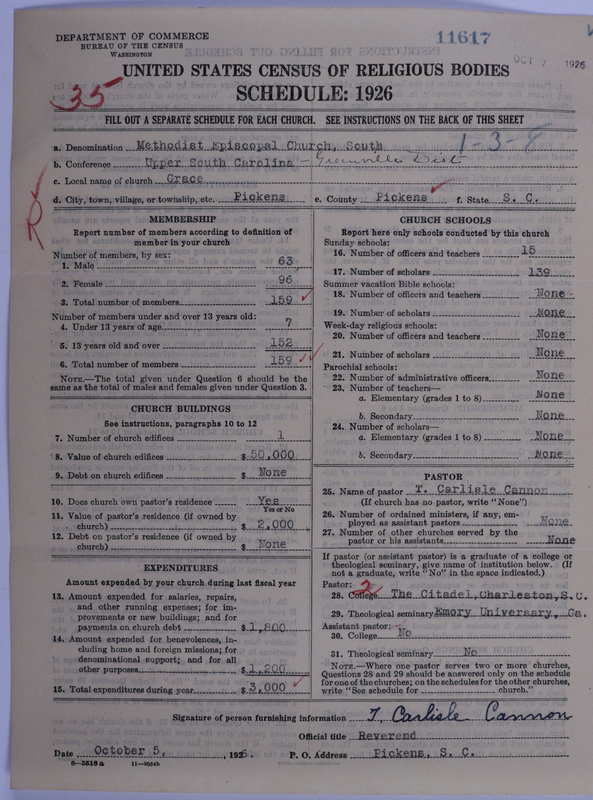 DEPARTMENT OF COMMERCE
BUREAU OF THE CENSUS
WASHINGTON
11617
OCT 7 1926
UNITED STATES CENSUS OF RELIGIOUS BODIES
SCHEDULE: 1926
35
FILL OUT A SEPARATE SCHEDULE FOR EACH CHURCH. SEE INSTRUCTIONS ON THE BACK OF THIS SHEET
1-3-8
a. Denomination Methodist Episcopal Church, South
b. Conference Upper South Carolina - Greenville Dist
c. Local name of church Grace
d. City, town, village, or township, etc. Pickens e. County Pickens f. State S. C.
R
MEMBERSHIP
Report number of members according to definition of
member in your church
Number of members, by sex:
1. Male 63
2. Female 96
3. Total number of members 159
Number of members under and over 13 years old:
4. Under 13 years of age 7
5. 13 years old and over 152
6. Total number of members 159
NOTE.—The total given under Question 6 should be the
same as the total of males and females given under Question 3.
CHURCH BUILDINGS
See instructions, paragraphs 10 to 12
7. Number of church edifices 1
8. Value of church edifices $ 50,000
9. Debt on church edifices $ None
10. Does church own pastor's residence Yes
Yes or No
11. Value of pastor's residence (if owned by
church) $ 2,000
12. Debt on pastor's residence (if owned by
church) $ None
EXPENDITURES
Amount expended by your church during last fiscal year
13. Amount expended for salaries, repairs,
and other running expenses; for im-
provements or new buildings; and for
payments on church debt $ 1,800
14. Amount expended for benevolences, in-
cluding home and foreign missions; for
denominational support; and for all
other purposes $ 1,200
15. Total expenditures during year $ 3,000
CHURCH SCHOOLS
Report here only schools conducted by this church
Sunday schools:
16. Number of officers and teachers 15
17. Number of scholars 139
Summer vacation Bible schools:
18. Number of officers and teachers None
19. Number of scholars None
Week-day religious schools:
20. Number of officers and teachers None
21. Number of scholars None
Parochial schools:
22. Number of administrative officers None
23. Number of teachers—
a. Elementary (grades 1 to 8) None
b. Secondary None
24. Number of scholars—
a. Elementary (grades 1 to 8) None
b. Secondary None
PASTOR
25. Name of pastor T. Carlisle Cannon
(If church has no pastor, write "None")
26. Number of ordained ministers, if any, em-
ployed as assistant pastors None
27. Number of other churches served by the
pastor or his assistants None
If pastor (or assistant pastor) is a graduate of a college or
theological seminary, give name of institution below. (If
not a graduate, write "No" in the space indicated.)
Pastor: 2
28. College The Citadel, Charleston, S.C.
29. Theological seminary Emory Universary, Ga.
Assistant pastor:
30. College No
31. Theological seminary No
NOTE.—Where one pastor serves two or more churches,
Questions 28 and 29 should be answered only on the schedule
for one of the churches; on the schedules for the other churches,
write "See schedule for church."
Signature of person furnishing information T. Carlisle Cannon
Official title Reverend
Date October 5, 1926. P. O. Address Pickens, S. C.
8-5518a 11-9054b